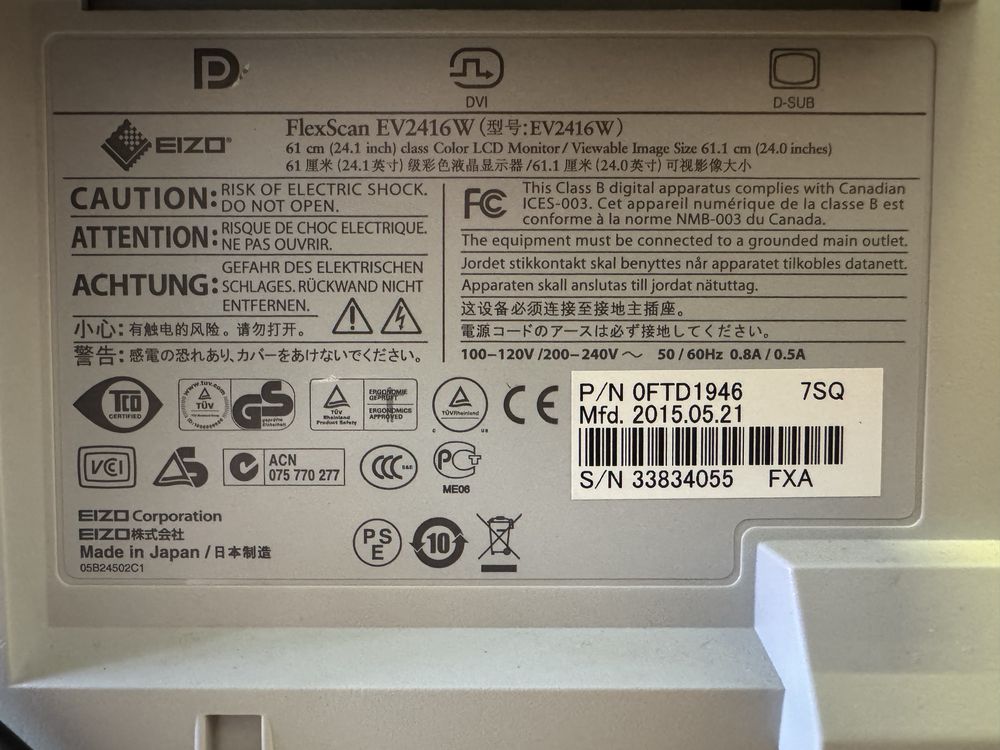 DVI
D-SUB
EIZO®
FlexScan EV2416W (型号:EV2416W)
61 cm (24.1 inch) class Color LCD Monitor / Viewable Image Size 61.1 cm (24.0 inches)
61 厘米 (24.1 英寸) 级彩色液晶显示器 / 61.1 厘米 (24.0 英寸) 可视影像大小
CAUTION: RISK OF ELECTRIC SHOCK.
DO NOT OPEN.
ATTENTION: RISQUE DE CHOC ELECTRIQUE.
NE PAS OUVRIR.
ACHTUNG: GEFAHR DES ELEKTRISCHEN
SCHLAGES. RÜCKWAND NICHT
ENTFERNEN.
小心: 有触电的风险。请勿打开。
警告: 感電の恐れあり、カバーをあけないでください。
FC This Class B digital apparatus complies with Canadian
ICES-003. Cet appareil numérique de la classe B est
conforme à la norme NMB-003 du Canada.
The equipment must be connected to a grounded main outlet.
Jordet stikkontakt skal benyttes når apparatet tilkobles datanett.
Apparaten skall anslutas till jordat nätuttag.
这设备必须连接至接地主插座。
電源コードのアースは必ず接地してください。
100–120V / 200–240V ~ 50 / 60Hz 0.8A / 0.5A
TCO
CERTIFIED
www.tuv.com
TÜV
GS
geprüfte
Sicherheit
TÜV
Rheinland
Product Safety
ERGONOMIE
GEPRÜFT
ERGONOMICS
APPROVED
TÜV
C US
CE
P/N 0FTD1946 7SQ
Mfd. 2015.05.21
S/N 33834055 FXA
VCCI
ACN
075 770 277
CCC
S&E
PCT
ME06
EIZO Corporation
EIZO株式会社
Made in Japan / 日本制造
05B24502C1
PS
E
10